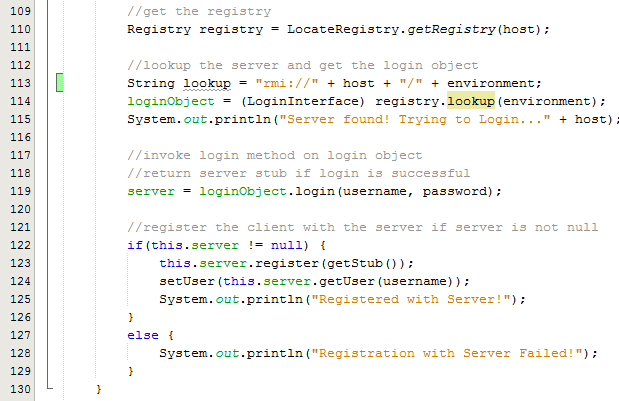 109 //get the registry
110 Registry registry = LocateRegistry.getRegistry(host);
111
112 //lookup the server and get the login object
113 String lookup = "rmi://" + host + "/" + environment;
114 loginObject = (LoginInterface) registry.lookup(environment);
115 System.out.println("Server found! Trying to Login..." + host);
116
117 //invoke login method on login object
118 //return server stub if login is successful
119 server = loginObject.login(username, password);
120
121 //register the client with the server if server is not null
122 if(this.server != null) {
123 this.server.register(getStub());
124 setUser(this.server.getUser(username));
125 System.out.println("Registered with Server!");
126 }
127 else {
128 System.out.println("Registration with Server Failed!");
129 }
130 }